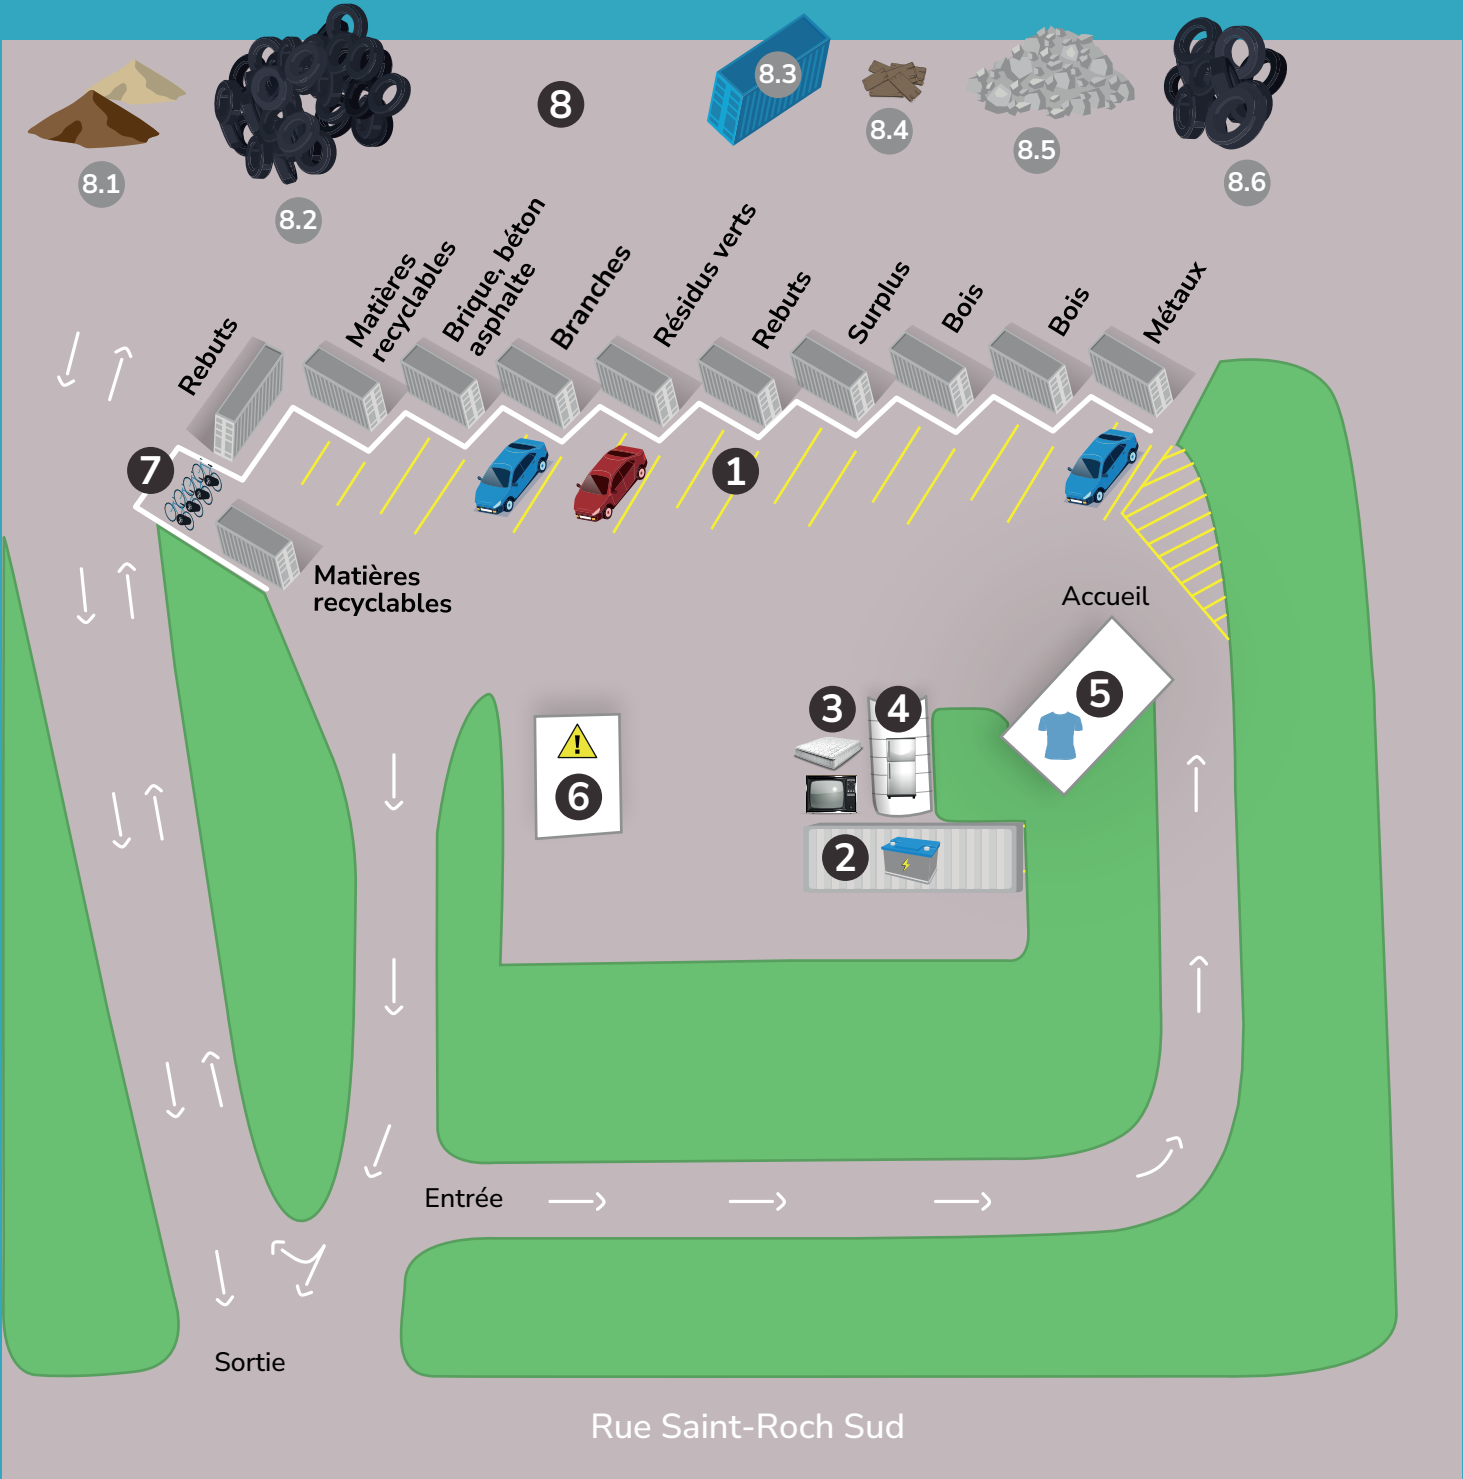 8.1
8.2
8
8.3
8.4
8.5
8.6
Rebuts
Matières
recyclables
Brique, béton
asphalte
Branches
Résidus verts
Rebuts
Surplus
Bois
Bois
Métaux
7
1
Matières
recyclables
Accueil
5
3
4
6
2
Entrée
Sortie
Rue Saint-Roch Sud